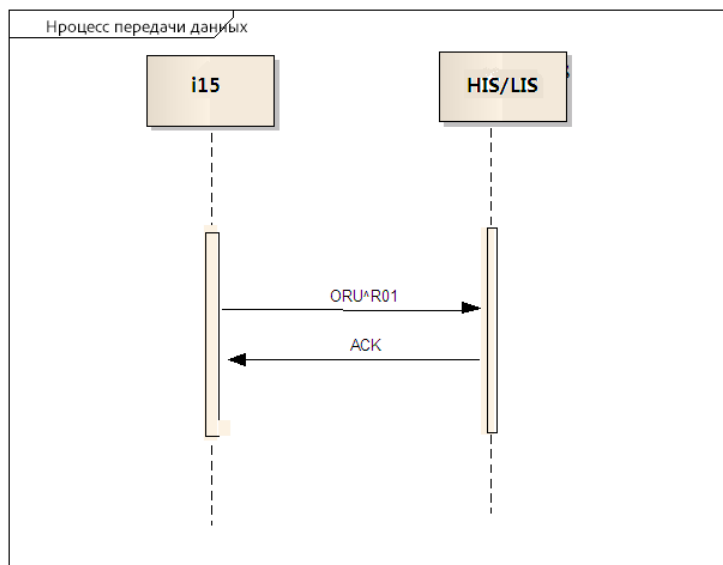 Нроцесс передачи данных
i15
HIS/LIS
ORU^R01
ACK